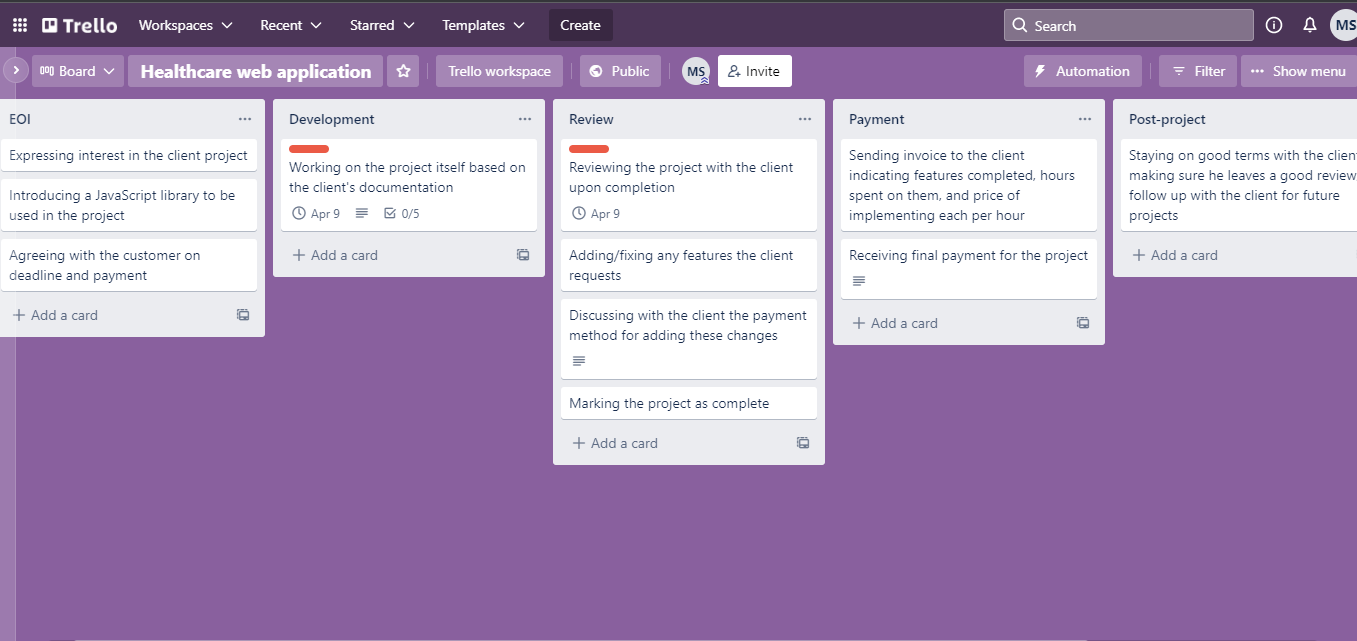 Trello
Workspaces
Recent
Starred
Templates
Create
Search
MS
Board
Healthcare web application
Trello workspace
Public
MS
Invite
Automation
Filter
Show menu
EOI
Expressing interest in the client project
Introducing a JavaScript library to be
used in the project
Agreeing with the customer on
deadline and payment
Add a card
Development
Working on the project itself based on
the client's documentation
Apr 9
0/5
Add a card
Review
Reviewing the project with the client
upon completion
Apr 9
Adding/fixing any features the client
requests
Discussing with the client the payment
method for adding these changes
Marking the project as complete
Add a card
Payment
Sending invoice to the client
indicating features completed, hours
spent on them, and price of
implementing each per hour
Receiving final payment for the project
Add a card
Post-project
Staying on good terms with the client
making sure he leaves a good review
follow up with the client for future
projects
Add a card